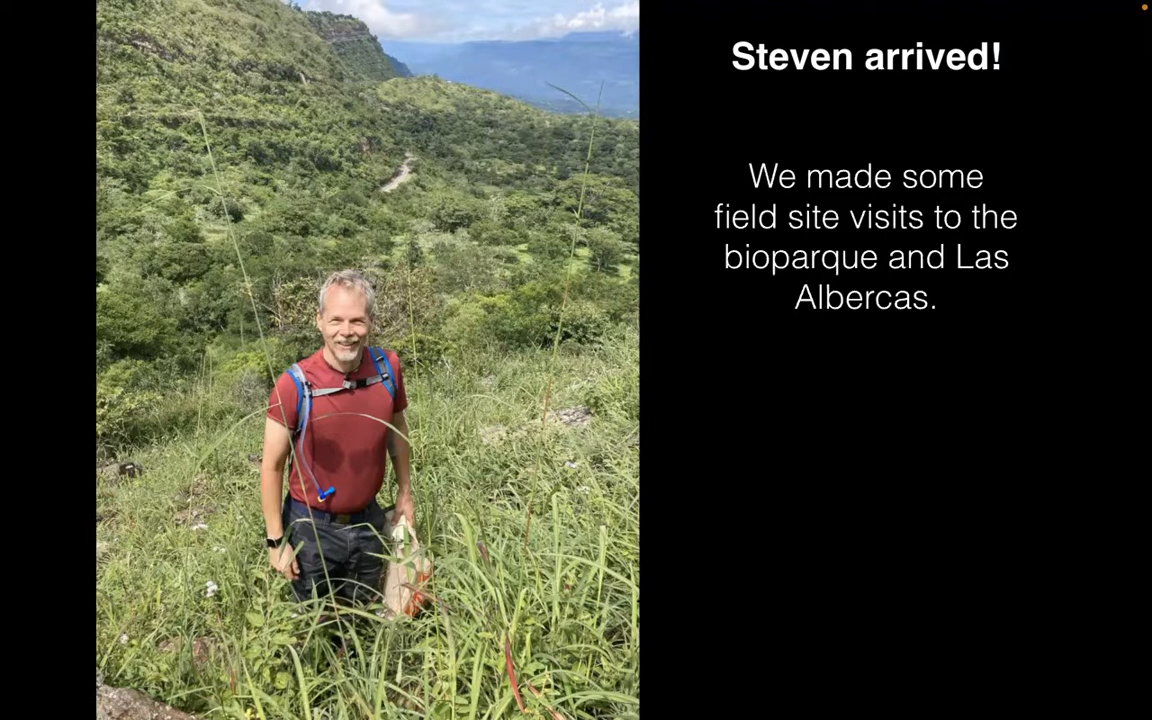 Steven arrived!
We made some
field site visits to the
bioparque and Las
Albercas.